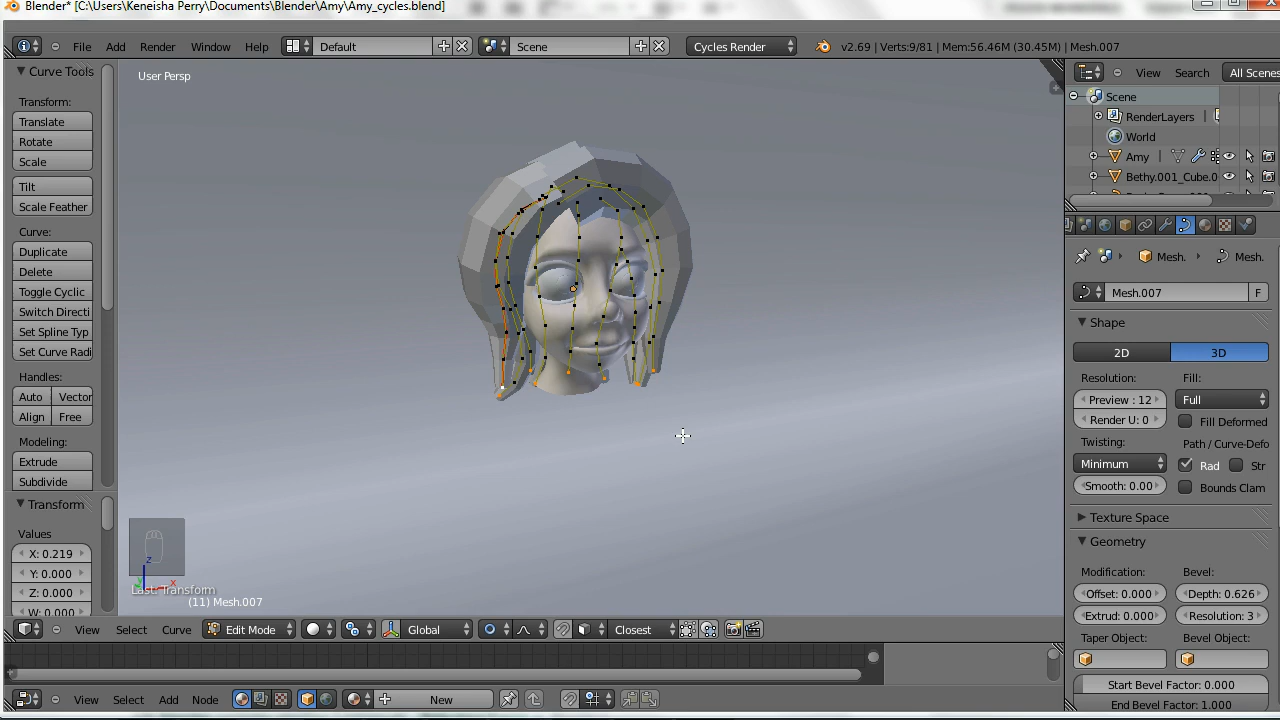 Blender* [C:\Users\Keneisha Perry\Documents\Blender\Amy\Amy_cycles.blend]
File Add Render Window Help Default Scene Cycles Render v2.69 | Verts:9/81 | Mem:56.46M (30.45M) | Mesh.007
Curve Tools
Transform:
Translate
Rotate
Scale
Tilt
Scale Feather
Curve:
Duplicate
Delete
Toggle Cyclic
Switch Directi
Set Spline Typ
Set Curve Radi
Handles:
Auto Vector
Align Free
Modeling:
Extrude
Subdivide
Transform
Values
X: 0.219
Y: 0.000
Z: 0.000
W: 0.000
User Persp
z
x
y
Last: Transform
(11) Mesh.007
View Select Curve Edit Mode Global Closest
View Select Add Node New
View Search All Scenes
Scene
RenderLayers |
World
Amy |
Bethy.001_Cube.0
Mesh. Mesh.
Mesh.007 F
Shape
2D 3D
Resolution: Fill:
Preview : 12 Full
Render U: 0 Fill Deformed
Twisting: Path / Curve-Defo
Minimum Rad Str
Smooth: 0.00 Bounds Clam
Texture Space
Geometry
Modification: Bevel:
Offset: 0.000 Depth: 0.626
Extrud: 0.000 Resolution: 3
Taper Object: Bevel Object:
Start Bevel Factor: 0.000
End Bevel Factor: 1.000